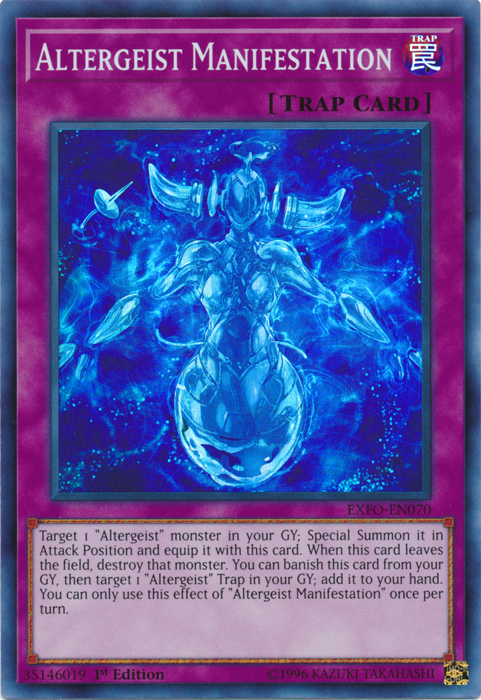 ALTERGEIST MANIFESTATION
TRAP
罠
[TRAP CARD]
EXFO-EN070
Target 1 "Altergeist" monster in your GY; Special Summon it in
Attack Position and equip it with this card. When this card leaves
the field, destroy that monster. You can banish this card from your
GY, then target 1 "Altergeist" Trap in your GY; add it to your hand.
You can only use this effect of "Altergeist Manifestation" once per
turn.
35146019 1st Edition ©1996 KAZUKI TAKAHASHI